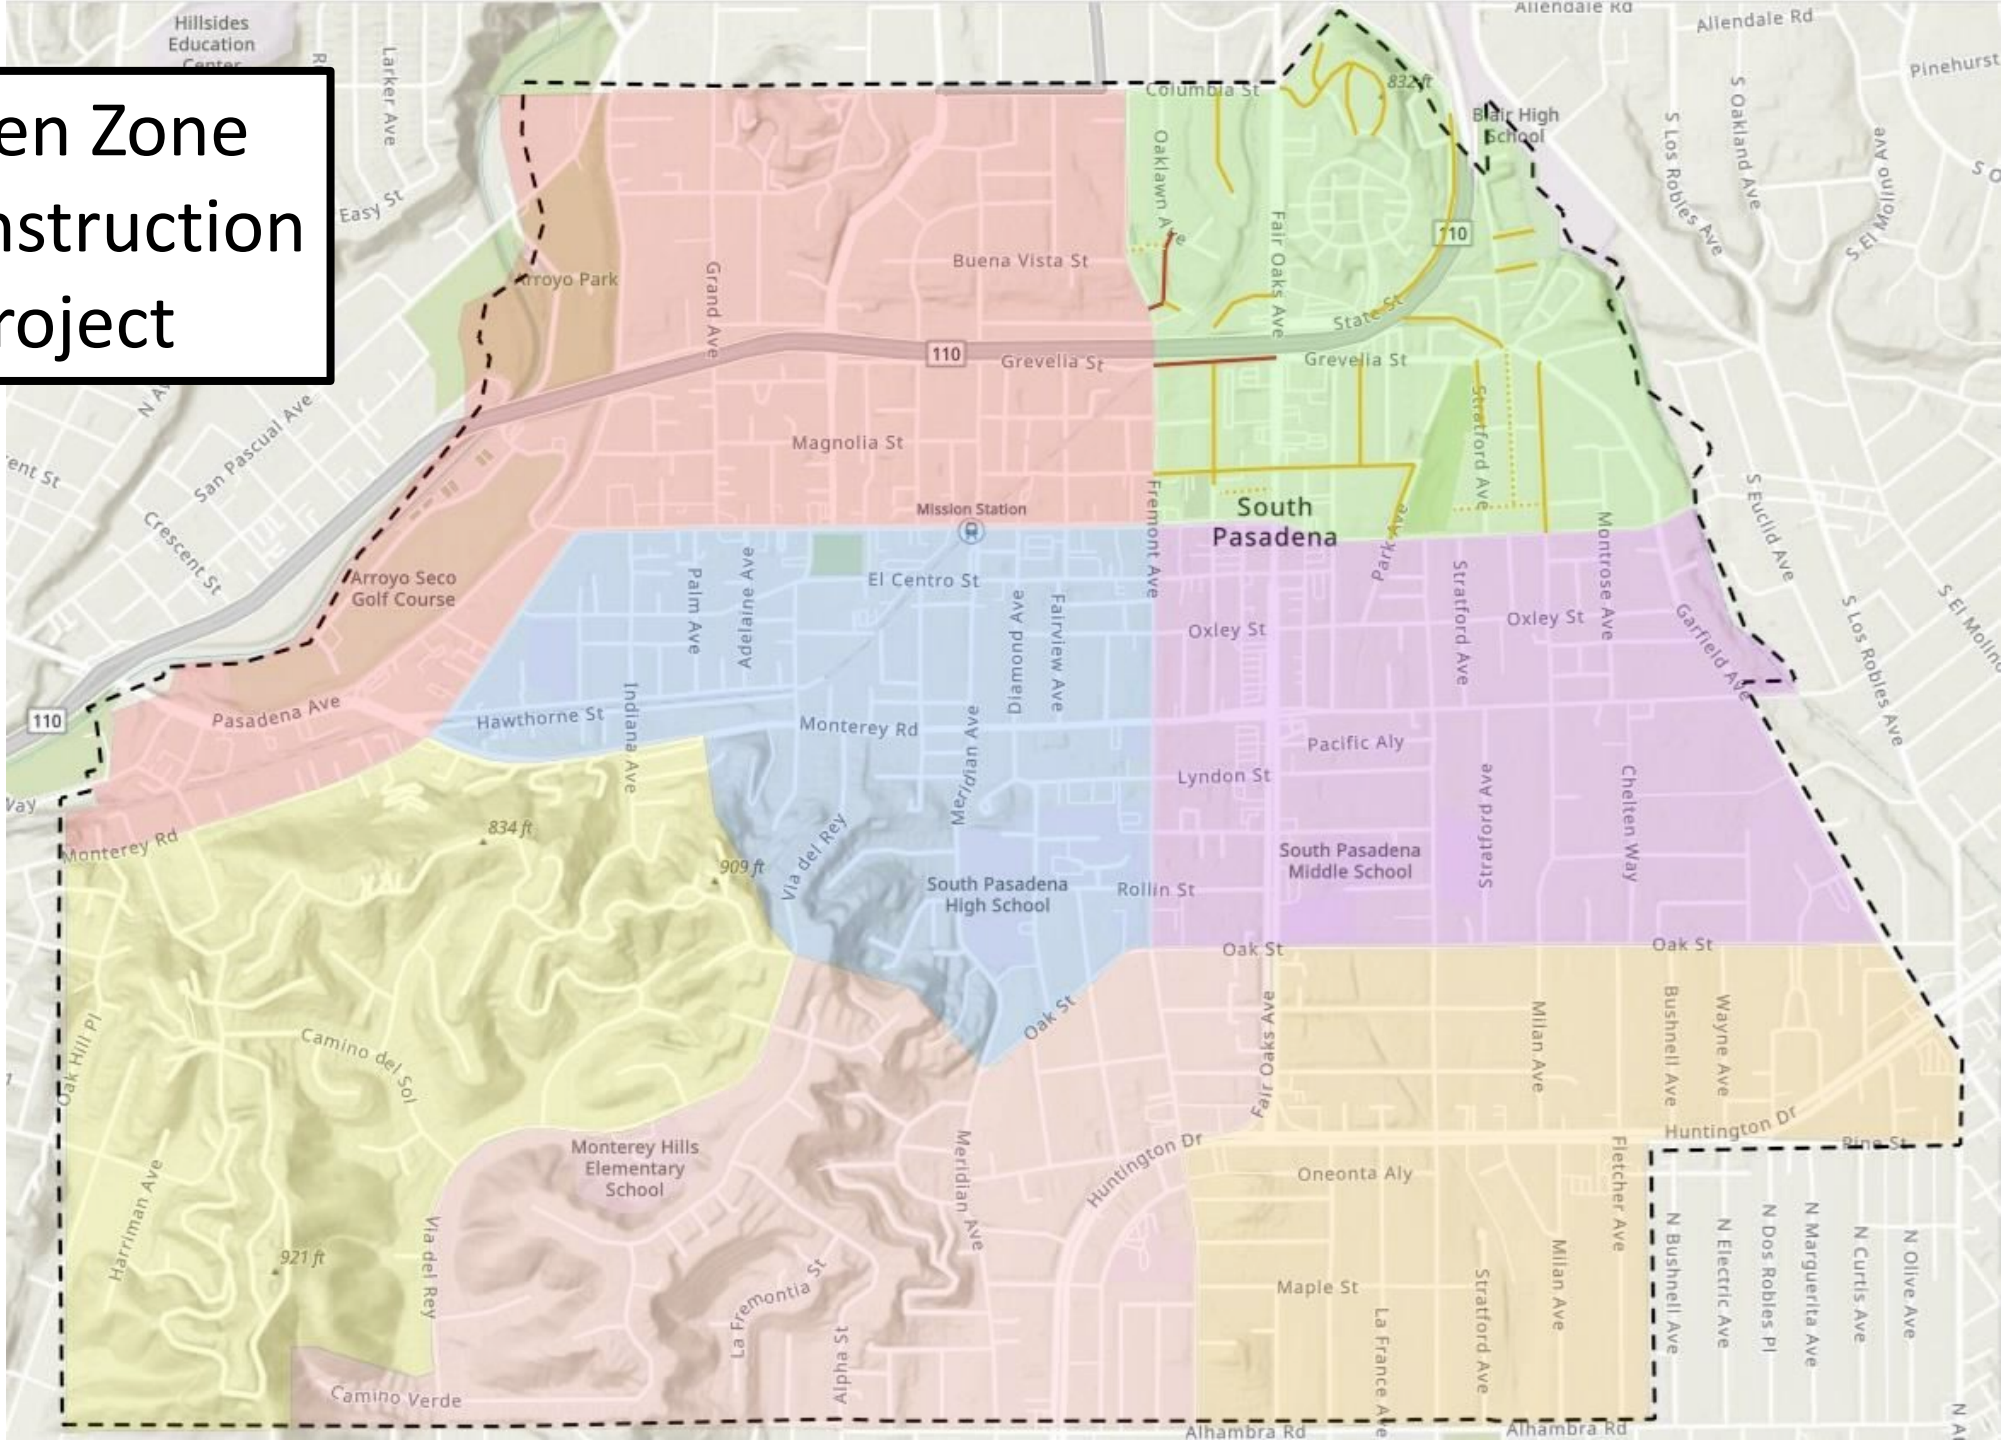 Hillsides
Education
Center
Larker Ave
Easy St
en Zone
nstruction
roject
Allendale Rd
Allendale Rd
Pinehurst
Columbia St
832 ft
Blair High
School
S Oakland Ave
S Los Robles Ave
S El Molino Ave
S O
Oaklawn Ave
Fair Oaks Ave
110
Buena Vista St
Arroyo Park
Grand Ave
State St
110
Grevelia St
Grevelia St
San Pascual Ave
N A
Magnolia St
Stratford Ave
ent St
Crescent St
Mission Station
Fremont Ave
South
Pasadena
Park Ave
Montrose Ave
S Euclid Ave
Arroyo Seco
Golf Course
El Centro St
Palm Ave
Adelaine Ave
Diamond Ave
Fairview Ave
Oxley St
Stratford Ave
Oxley St
Garfield Ave
S Los Robles Ave
S El Molino
110
Pasadena Ave
Hawthorne St
Indiana Ave
Monterey Rd
Meridian Ave
Pacific Aly
Lyndon St
Stratford Ave
Chelten Way
Way
Monterey Rd
834 ft
909 ft
Via del Rey
South Pasadena
High School
Rollin St
South Pasadena
Middle School
Oak St
Oak St
Oak St
Oak Hill Pl
Camino del Sol
Fair Oaks Ave
Milan Ave
Bushnell Ave
Wayne Ave
Huntington Dr
Pine St
Monterey Hills
Elementary
School
Meridian Ave
Huntington Dr
Oneonta Aly
Fletcher Ave
Harriman Ave
921 ft
Via del Rey
La Fremontia St
Alpha St
Maple St
La France Ave
Stratford Ave
Milan Ave
N Bushnell Ave
N Electric Ave
N Dos Robles Pl
N Marguerita Ave
N Curtis Ave
N Olive Ave
Camino Verde
Alhambra Rd
Alhambra Rd
N A